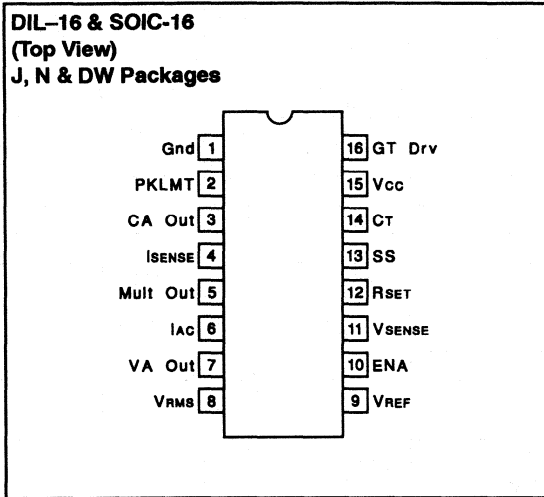 DIL–16 & SOIC-16
(Top View)
J, N & DW Packages
Gnd 1 16 GT Drv
PKLMT 2 15 Vcc
CA Out 3 14 CT
ISENSE 4 13 SS
Mult Out 5 12 RSET
IAC 6 11 VSENSE
VA Out 7 10 ENA
VRMS 8 9 VREF